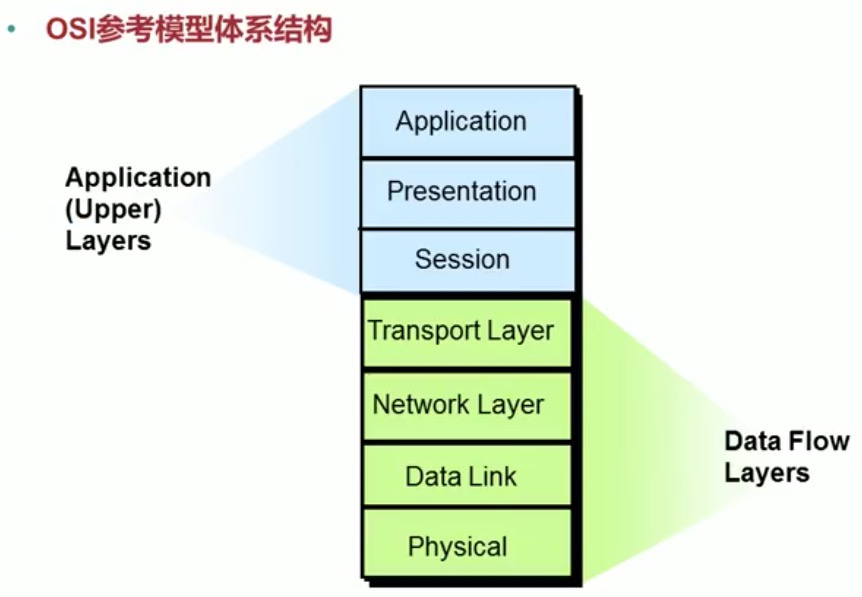 OSI参考模型体系结构
Application
Presentation
Session
Transport Layer
Network Layer
Data Link
Physical
Application
(Upper)
Layers
Data Flow
Layers